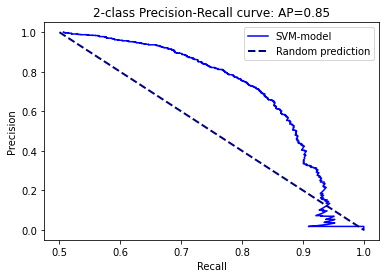 2-class Precision-Recall curve: AP=0.85
SVM-model
Random prediction
Precision
1.0
0.8
0.6
0.4
0.2
0.0
0.5
0.6
0.7
0.8
0.9
1.0
Recall